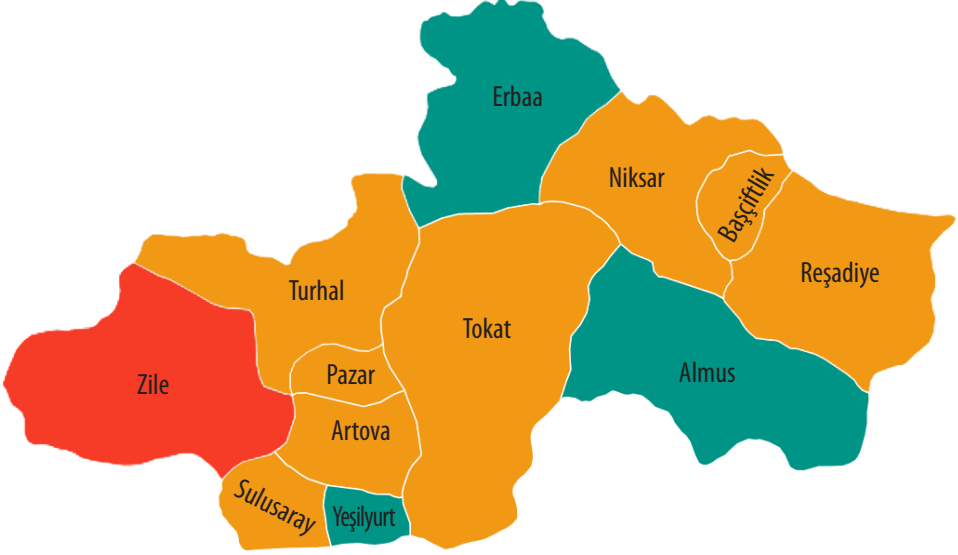 Erbaa
Niksar
Başçiftlik
Reşadiye
Turhal
Tokat
Almus
Zile
Pazar
Artova
Sulusaray
Yeşilyurt